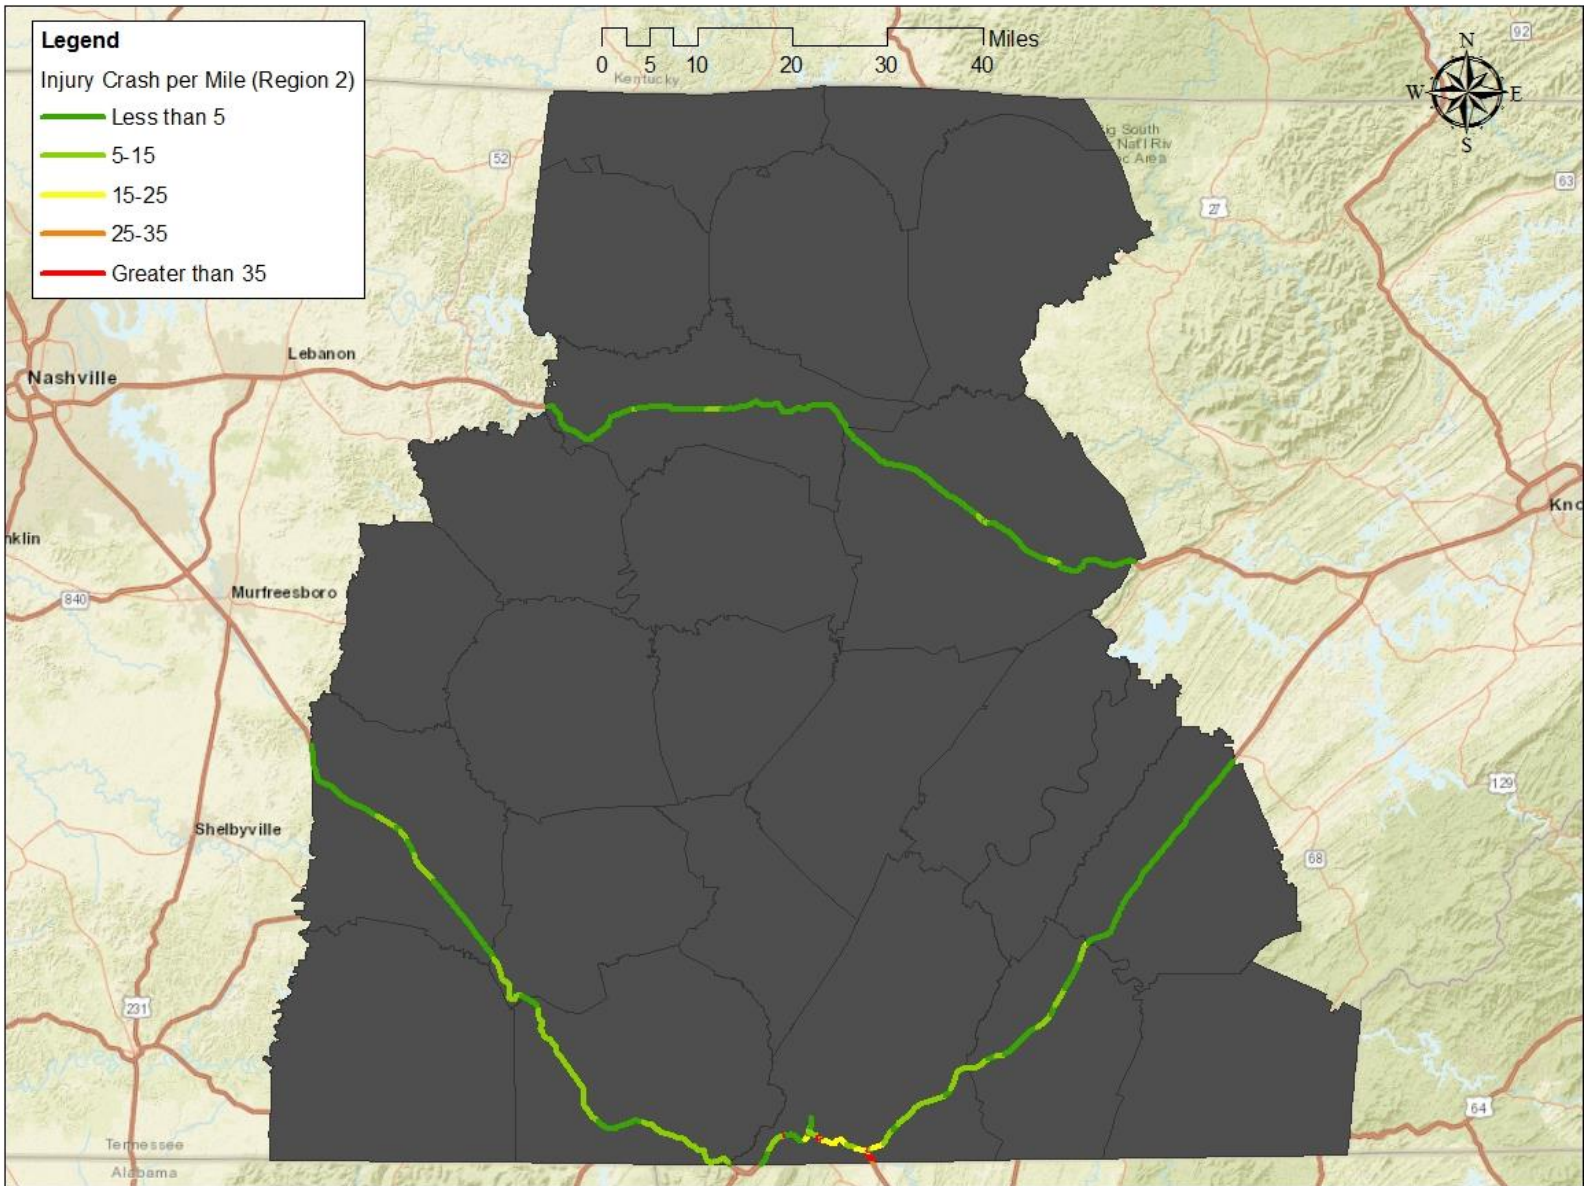 Legend
Injury Crash per Mile (Region 2)
Less than 5
5-15
15-25
25-35
Greater than 35
Miles
0 5 10 20 30 40
Kentucky
N
W E
S
92
52
63
27
Lebanon
Nashville
Murfreesboro
840
129
Shelbyville
68
231
64
Tennessee
Alabama